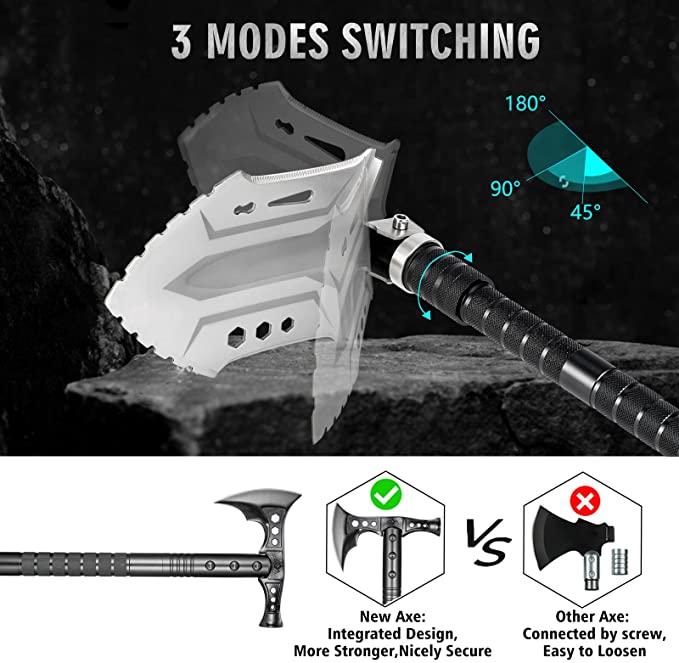 3 MODES SWITCHING
180°
90°
45°
VS
New Axe:
Integrated Design,
More Stronger,Nicely Secure
Other Axe:
Connected by screw,
Easy to Loosen